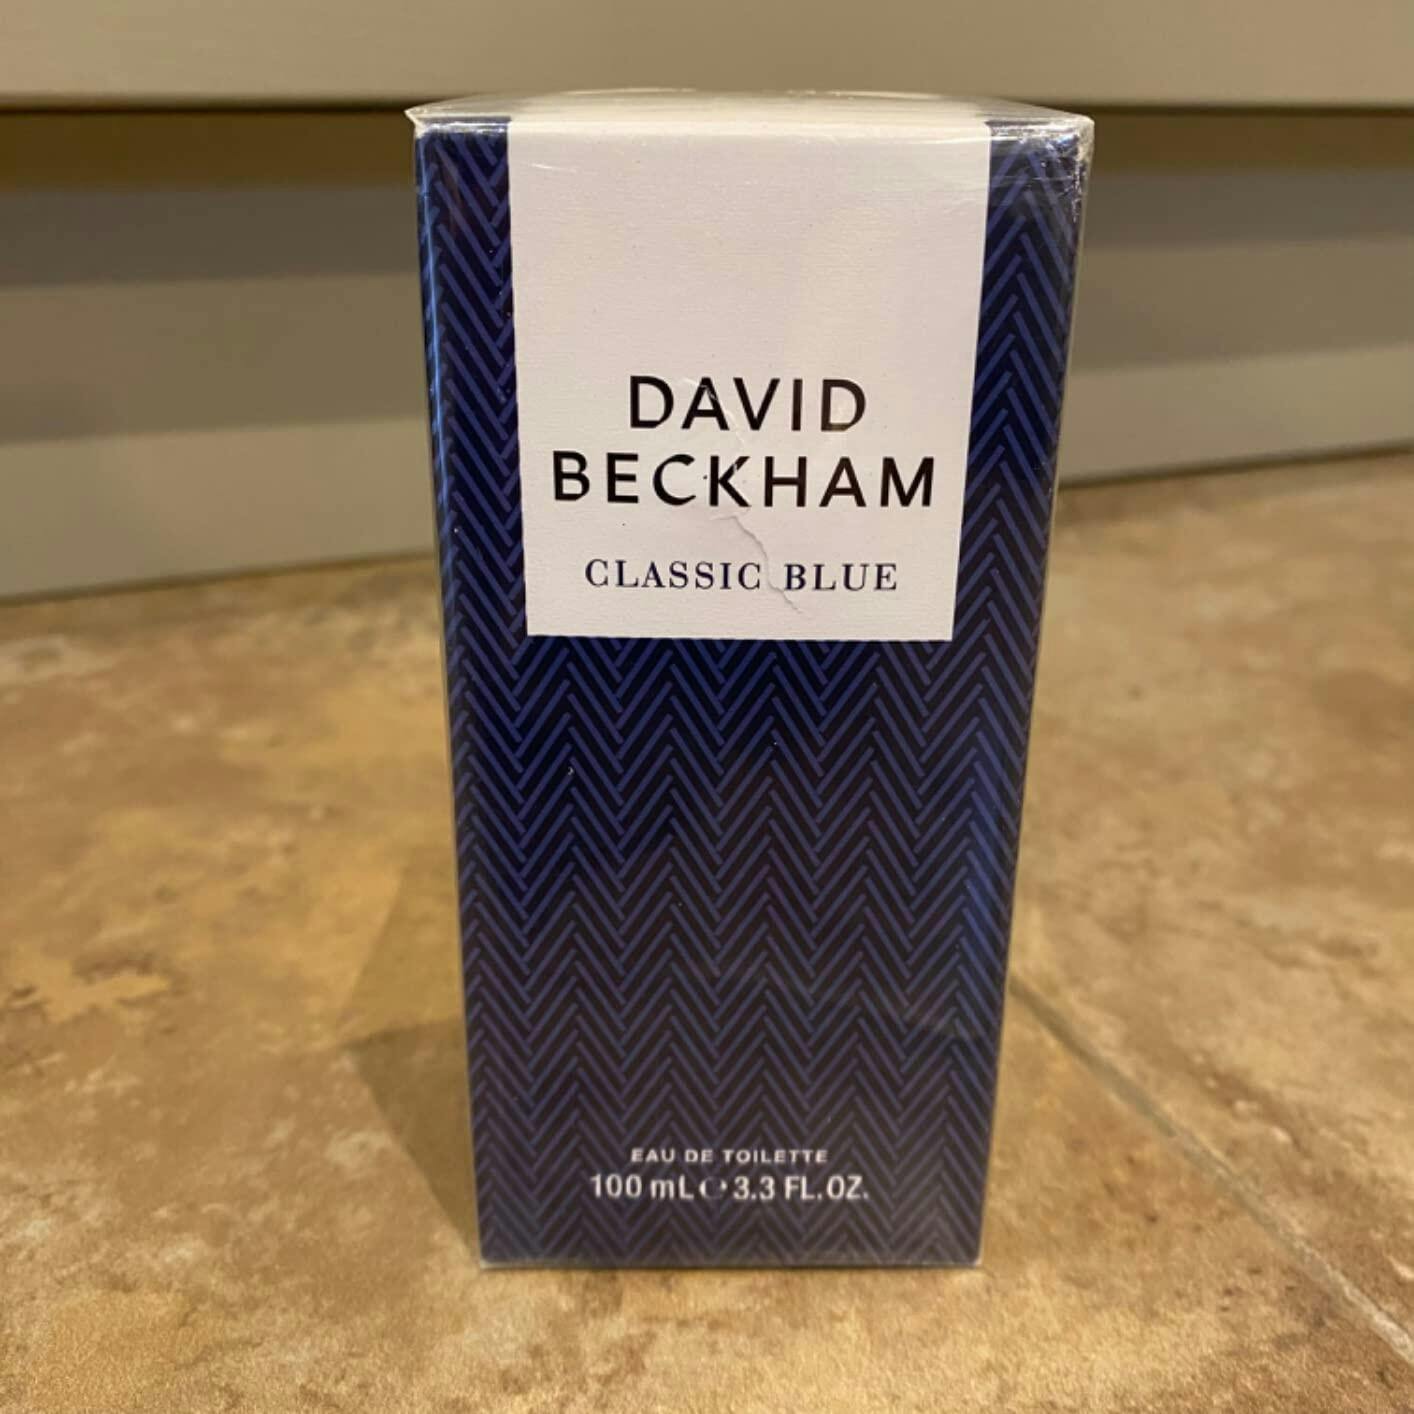 DAVID
BECKHAM
CLASSIC BLUE
EAU DE TOILETTE
100 mL ℮ 3.3 FL.OZ.